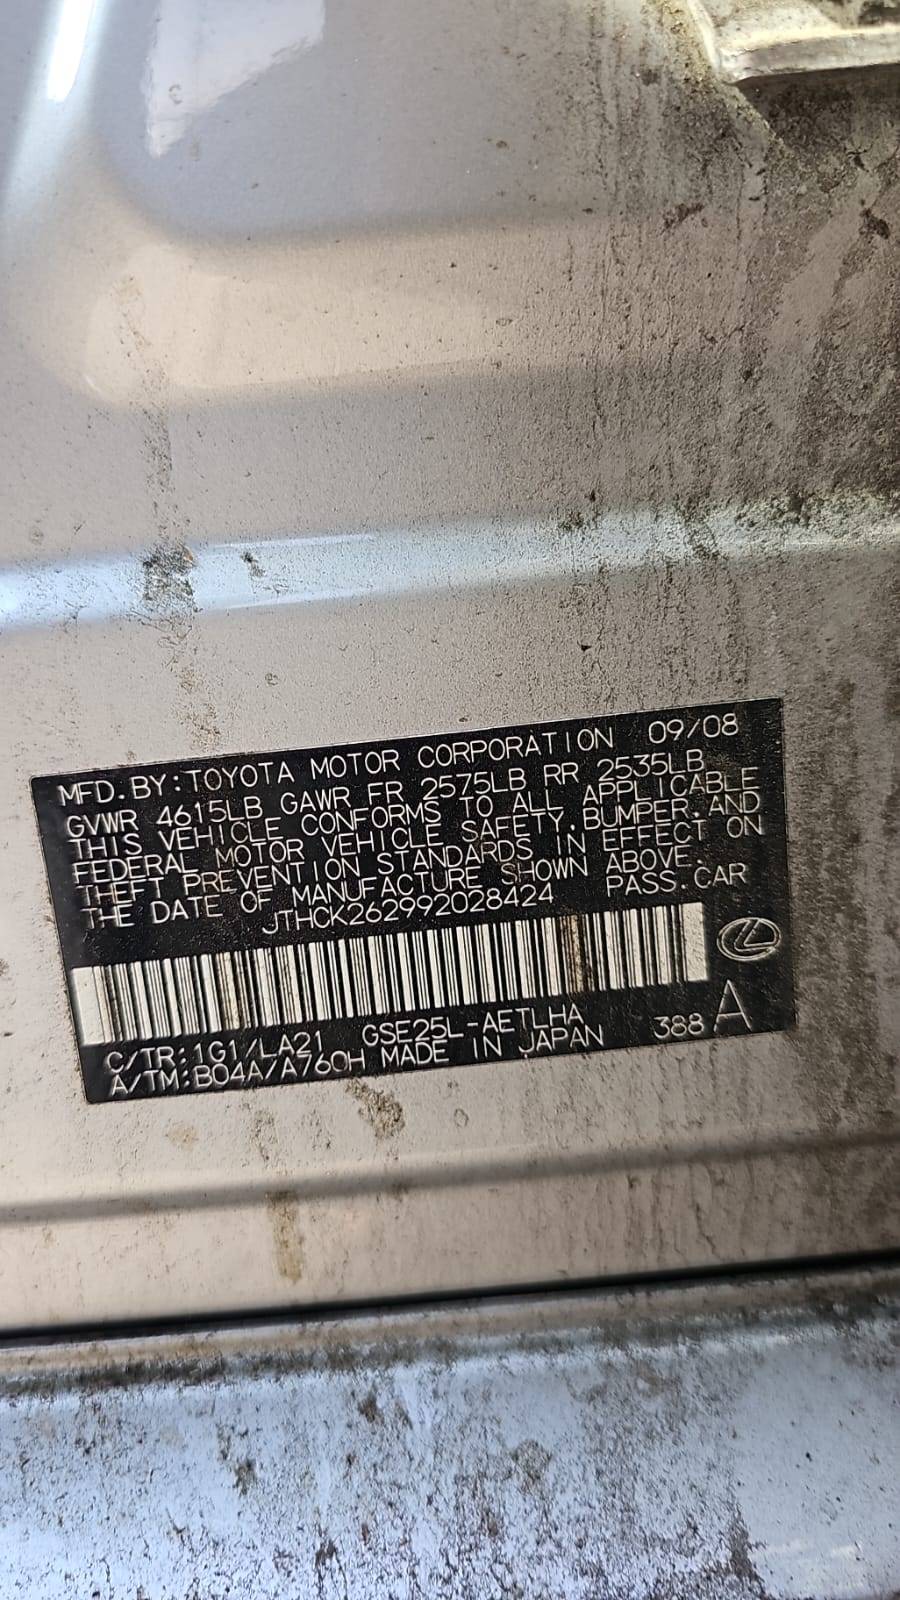 MFD. BY: TOYOTA MOTOR CORPORATION 09/08
GVWR 4615LB GAWR FR 2575LB RR 2535LB
THIS VEHICLE CONFORMS TO ALL APPLICABLE
FEDERAL MOTOR VEHICLE SAFETY, BUMPER, AND
THEFT PREVENTION STANDARDS IN EFFECT ON
THE DATE OF MANUFACTURE SHOWN ABOVE.
JTHCK262992028424 PASS. CAR
C/TR: 1G1/LA21 GSE25L-AETLHA
A/TM: B04A/A760H MADE IN JAPAN 388 A